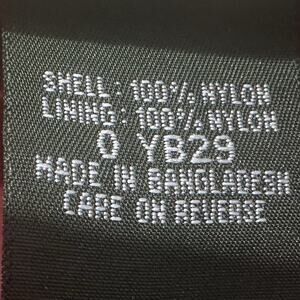 SHELL : 100% NYLON
LINING : 100% NYLON
0 YB29
MADE IN BANGLADESH
CARE ON REVERSE